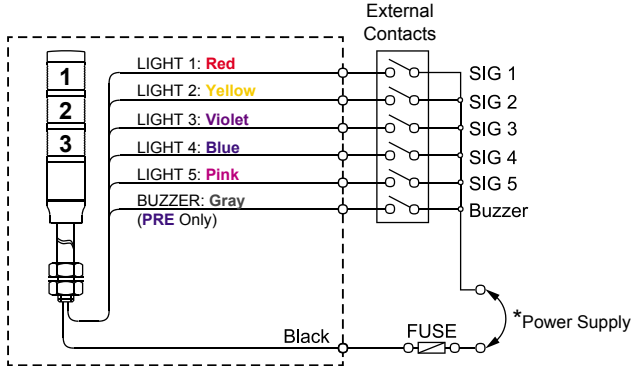 External
Contacts
1
2
3
LIGHT 1: Red
LIGHT 2: Yellow
LIGHT 3: Violet
LIGHT 4: Blue
LIGHT 5: Pink
BUZZER: Gray
(PRE Only)
SIG 1
SIG 2
SIG 3
SIG 4
SIG 5
Buzzer
Black
FUSE
*Power Supply